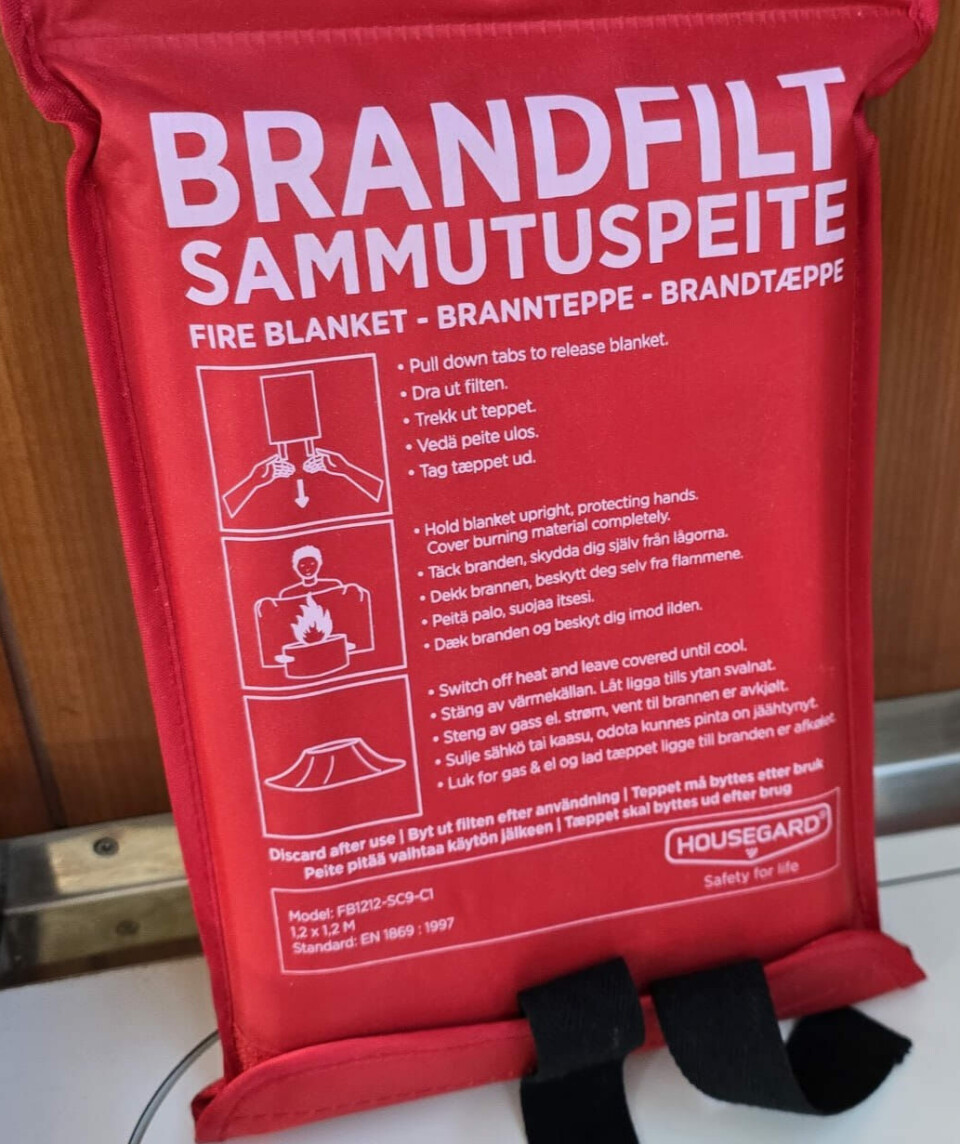 BRANDFILT
SAMMUTUSPEITE
FIRE BLANKET - BRANNTEPPE - BRANDTÆPPE
• Pull down tabs to release blanket.
• Dra ut filten.
• Trekk ut teppet.
• Vedä peite ulos.
• Tag tæppet ud.
• Hold blanket upright, protecting hands.
Cover burning material completely.
• Täck branden, skydda dig själv från lågorna.
• Dekk brannen, beskytt deg selv fra flammene.
• Peitä palo, suojaa itsesi.
• Dæk branden og beskyt dig imod ilden.
• Switch off heat and leave covered until cool.
• Stäng av värmekällan. Låt ligga tills ytan svalnat.
• Steng av gass el. strøm, vent til brannen er avkjølt.
• Sulje sähkö tai kaasu, odota kunnes pinta on jäähtynyt.
• Luk for gas & el og lad tæppet ligge till branden er afkølet
Discard after use | Byt ut filten efter användning | Teppet må byttes etter bruk
Peite pitää vaihtaa käytön jälkeen | Tæppet skal byttes ud efter brug
HOUSEGARD®
Safety for life
Model: FB1212-SC9-C1
1,2 x 1,2 M
Standard: EN 1869 : 1997